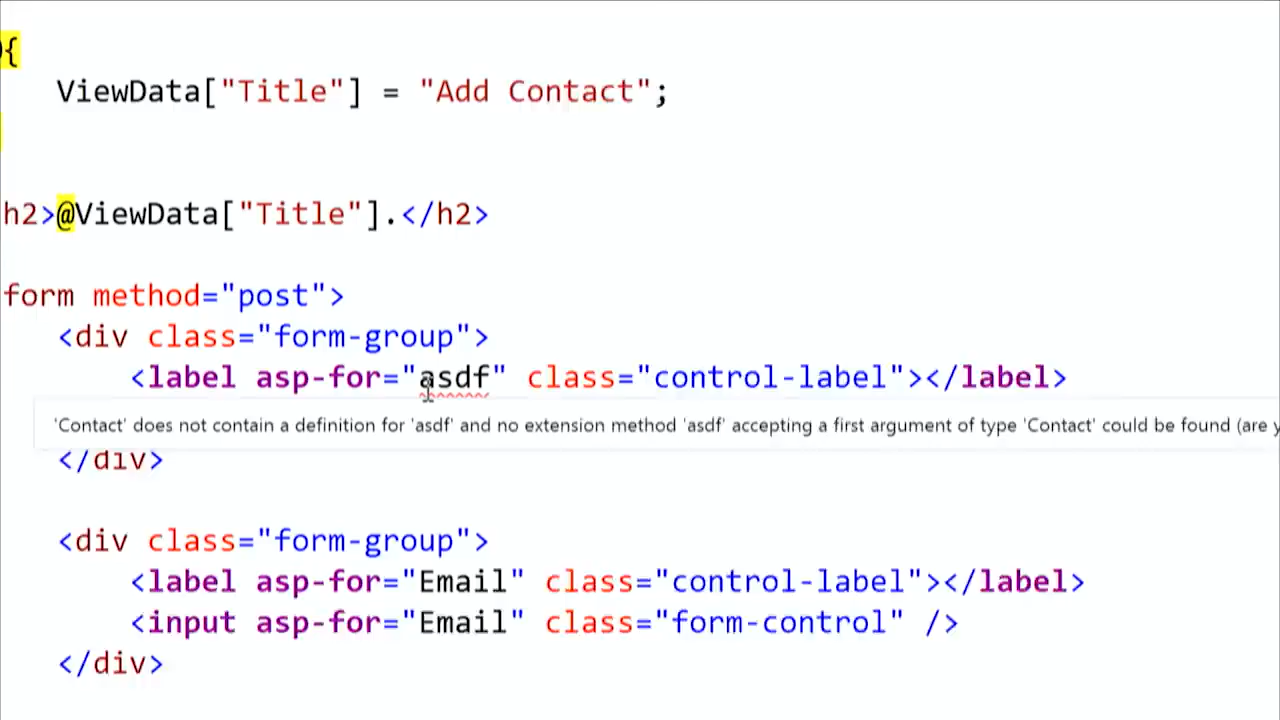 {
ViewData["Title"] = "Add Contact";
h2>@ViewData["Title"].</h2>
form method="post">
<div class="form-group">
<label asp-for="asdf" class="control-label"></label>
'Contact' does not contain a definition for 'asdf' and no extension method 'asdf' accepting a first argument of type 'Contact' could be found (are
</div>
<div class="form-group">
<label asp-for="Email" class="control-label"></label>
<input asp-for="Email" class="form-control" />
</div>